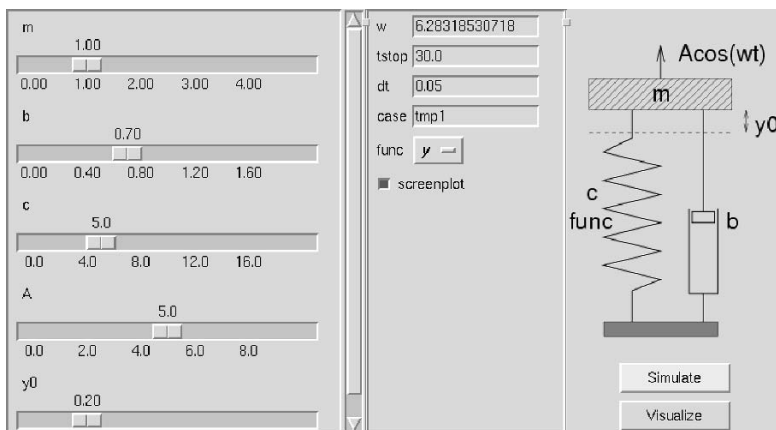 m
1.00
0.00 1.00 2.00 3.00 4.00
b
0.70
0.00 0.40 0.80 1.20 1.60
c
5.0
0.0 4.0 8.0 12.0 16.0
A
5.0
0.0 2.0 4.0 6.0 8.0
y0
0.20
w 6.28318530718
tstop 30.0
dt 0.05
case tmp1
func y
screenplot
Acos(wt)
m
y0
c
func
b
Simulate
Visualize